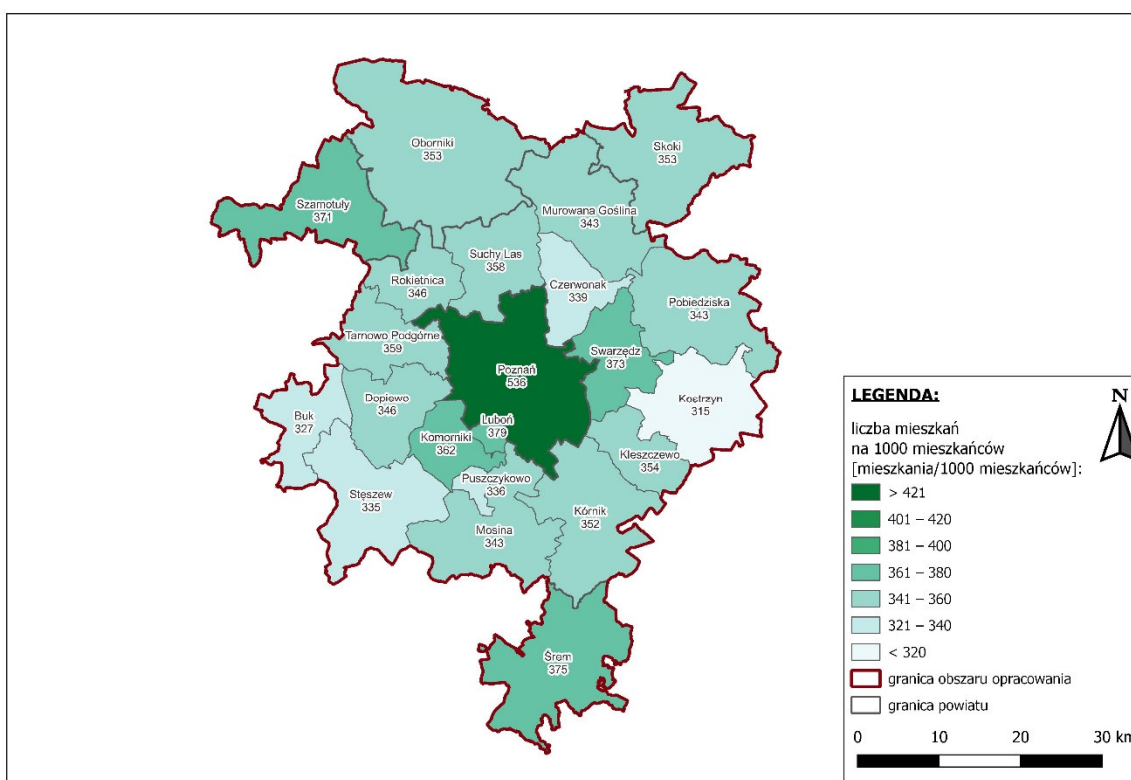 Oborniki
353
Skoki
353
Szamotuły
371
Murowana Goślina
343
Suchy Las
358
Rokietnica
346
Czerwonak
339
Pobiedziska
343
Tarnowo Podgórne
359
Swarzędz
373
Poznań
536
Kostrzyn
315
Dopiewo
346
Buk
327
Luboń
379
Komorniki
362
Kleszczewo
354
Puszczykowo
336
Stęszew
335
Kórnik
352
Mosina
343
Śrem
375
LEGENDA:
N
liczba mieszkań
na 1000 mieszkańców
[mieszkania/1000 mieszkańców]:
> 421
401 – 420
381 – 400
361 – 380
341 – 360
321 – 340
< 320
granica obszaru opracowania
granica powiatu
0 10 20 30 km